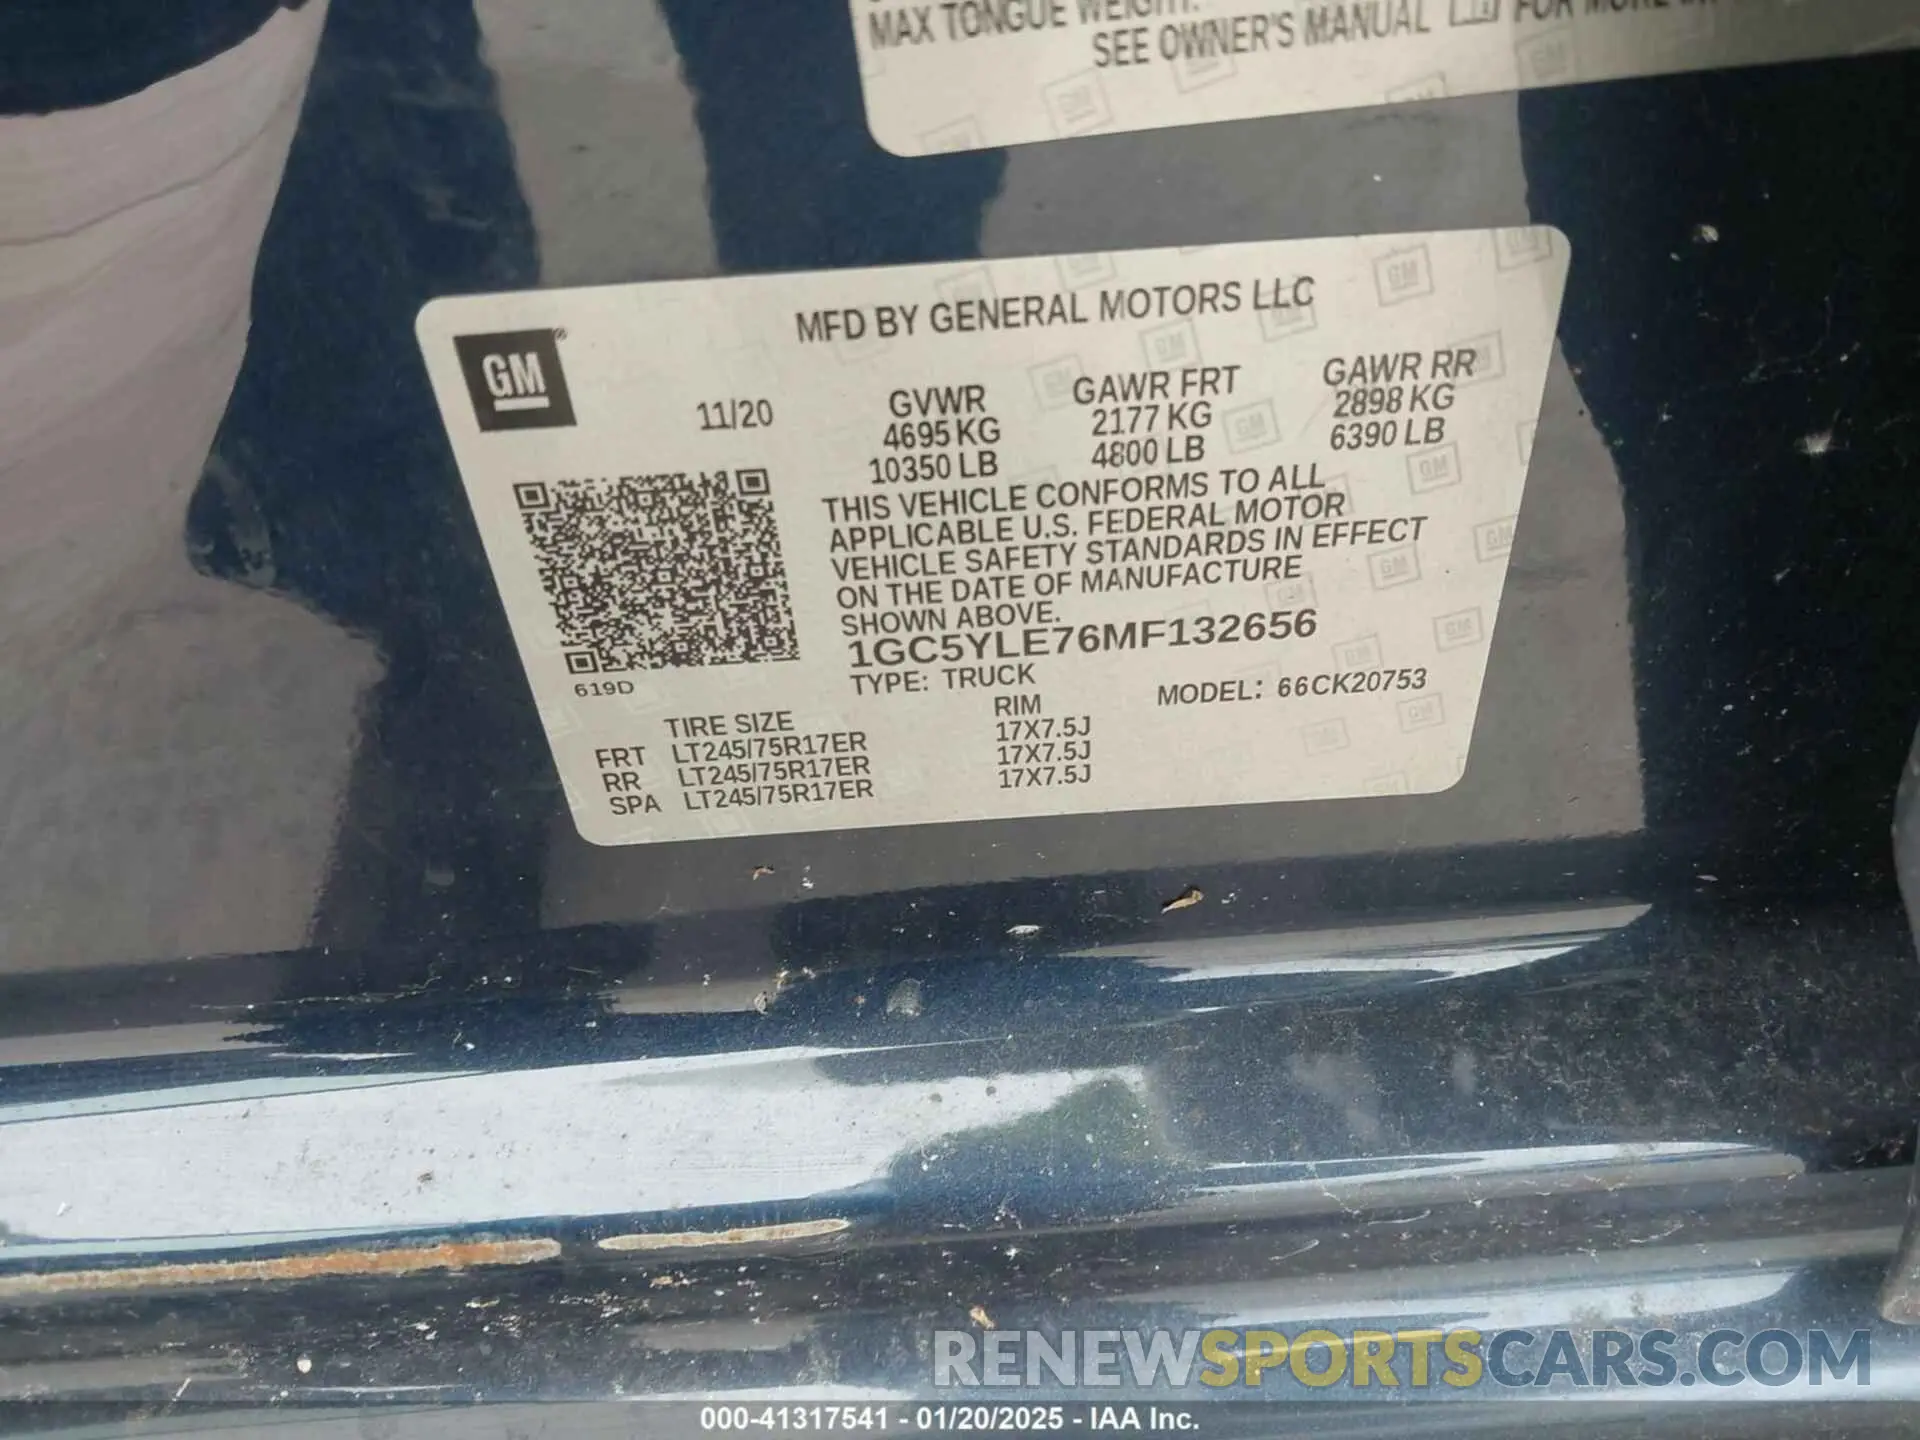 MAX TONGUE WEIGHT:
SEE OWNER'S MANUAL FOR MORE
MFD BY GENERAL MOTORS LLC
GM
11/20
GVWR GAWR FRT GAWR RR
4695 KG 2177 KG 2898 KG
10350 LB 4800 LB 6390 LB
THIS VEHICLE CONFORMS TO ALL
APPLICABLE U.S. FEDERAL MOTOR
VEHICLE SAFETY STANDARDS IN EFFECT
ON THE DATE OF MANUFACTURE
SHOWN ABOVE.
1GC5YLE76MF132656
619D
TYPE: TRUCK MODEL: 66CK20753
TIRE SIZE RIM
FRT LT245/75R17ER 17X7.5J
RR LT245/75R17ER 17X7.5J
SPA LT245/75R17ER 17X7.5J
RENEWSPORTSCARS.COM
000-41317541 - 01/20/2025 - IAA Inc.